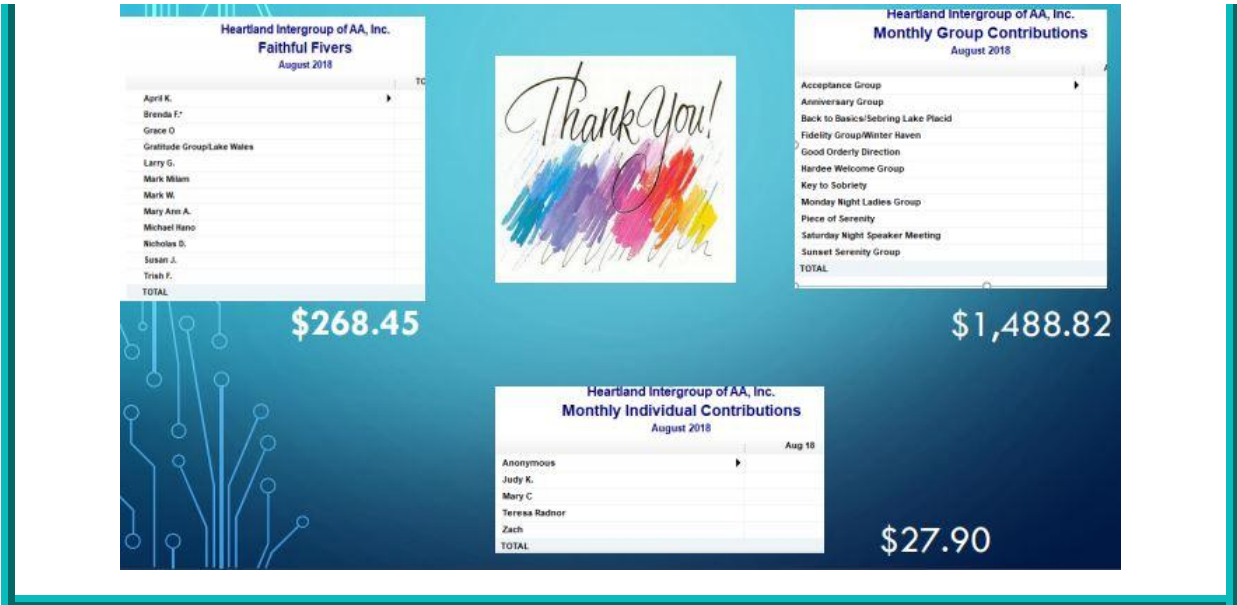 Heartland Intergroup of AA, Inc.
Faithful Fivers
August 2018
TO
April K.
Brenda F.*
Grace O
Gratitude Group/Lake Wales
Larry G.
Mark Milam
Mark W.
Mary Ann A.
Michael Hano
Nicholas D.
Susan J.
Trish F.
TOTAL
$268.45
Thank You!
Heartland Intergroup of AA, Inc.
Monthly Group Contributions
August 2018
Acceptance Group
Anniversary Group
Back to Basics/Sebring Lake Placid
Fidelity Group/Winter Haven
Good Orderly Direction
Hardee Welcome Group
Key to Sobriety
Monday Night Ladies Group
Piece of Serenity
Saturday Night Speaker Meeting
Sunset Serenity Group
TOTAL
$1,488.82
Heartland Intergroup of AA, Inc.
Monthly Individual Contributions
August 2018
Aug 18
Anonymous
Judy K.
Mary C
Teresa Radnor
Zach
TOTAL
$27.90